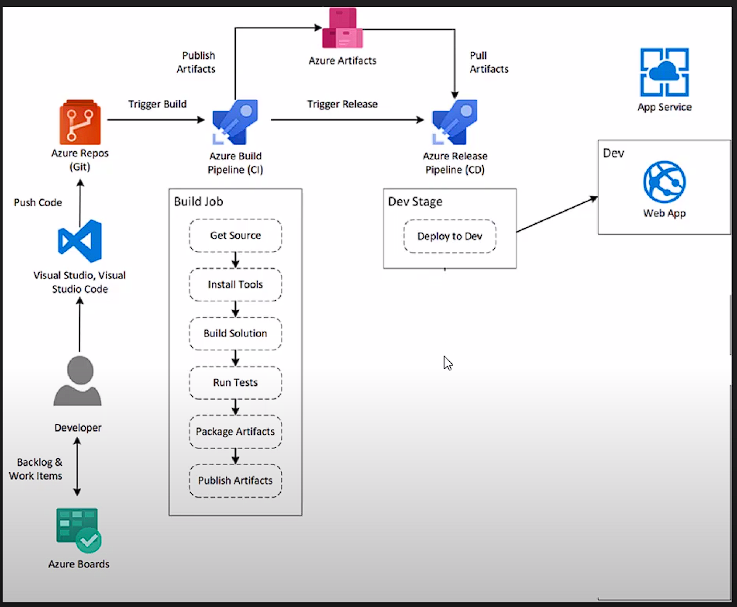 Publish
Artifacts
Azure Artifacts
Pull
Artifacts
App Service
Trigger Build
Trigger Release
Azure Repos
(Git)
Azure Build
Pipeline (CI)
Azure Release
Pipeline (CD)
Dev
Web App
Push Code
Build Job
Get Source
Install Tools
Build Solution
Run Tests
Package Artifacts
Publish Artifacts
Dev Stage
Deploy to Dev
Visual Studio, Visual
Studio Code
Developer
Backlog &
Work Items
Azure Boards